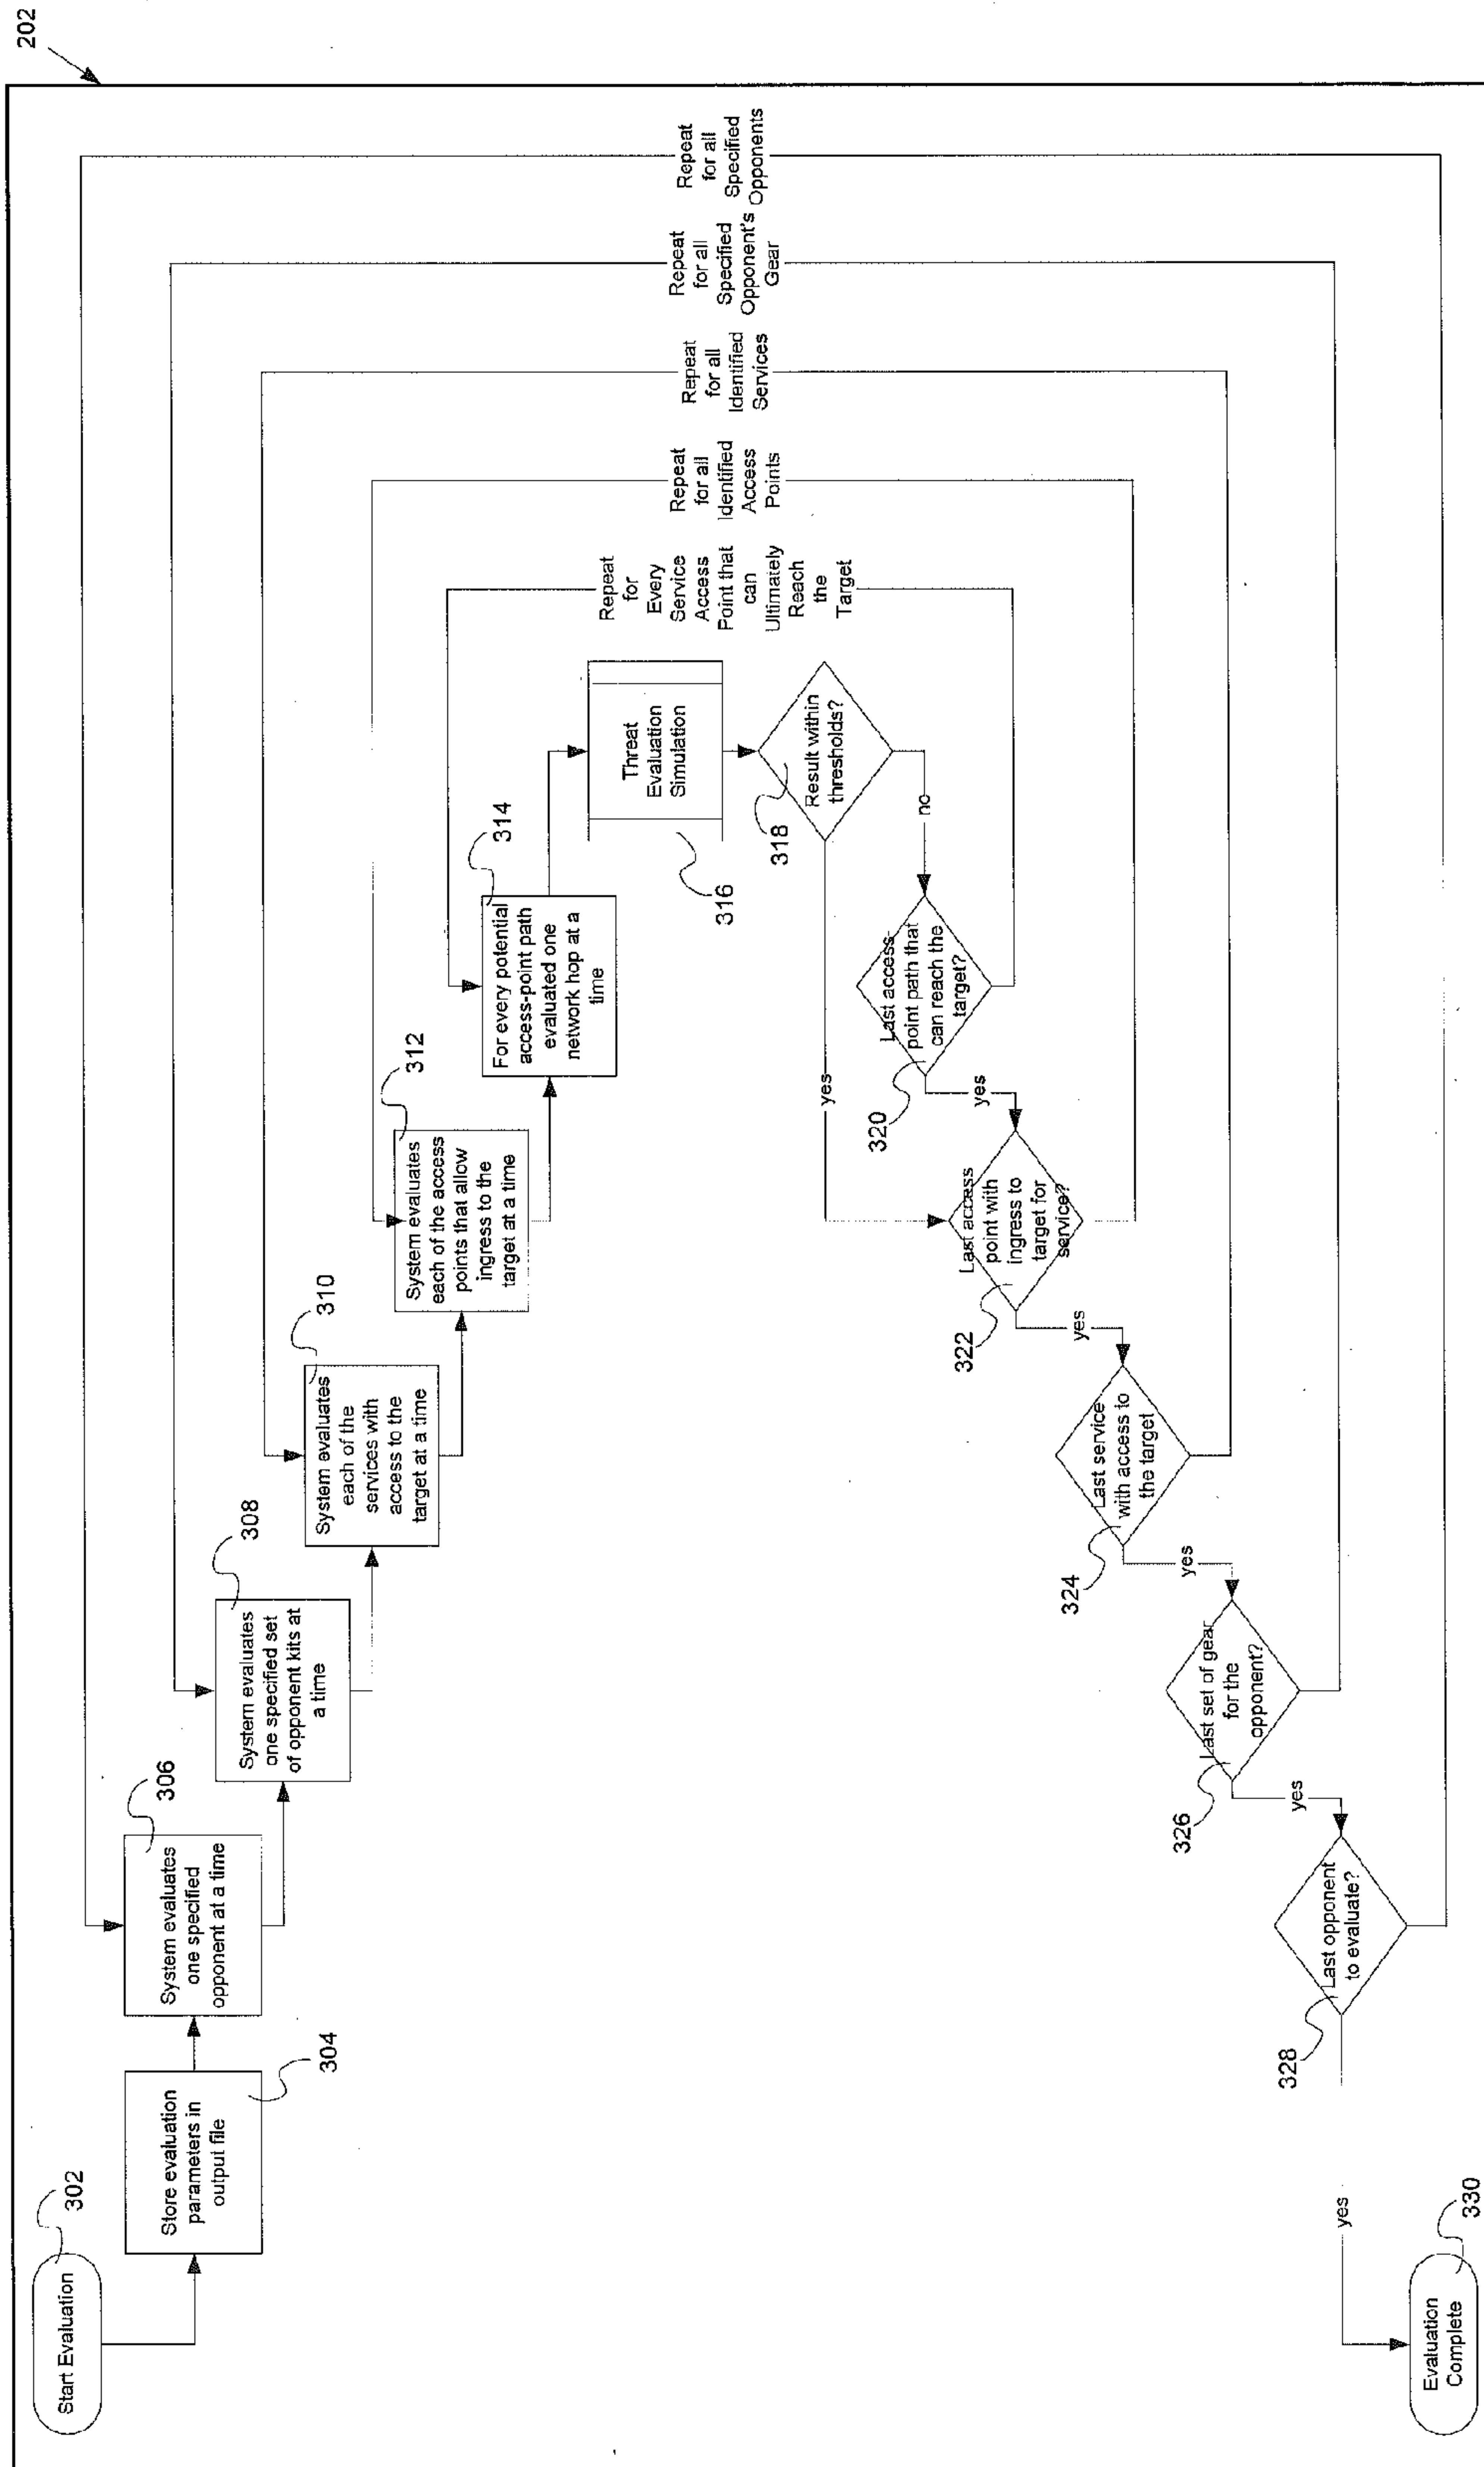 202
302
Start Evaluation
Store evaluation
parameters in
output file
304
306
System evaluates
one specified
opponent at a time
308
System evaluates
one specified set
of opponent kits at
a time
310
System evaluates
each of the
services with
access to the
target at a time
312
System evaluates
each of the access
points that allow
ingress to the
target at a time
314
For every potential
access-point path
evaluated one
network hop at a
time
Threat
Evaluation
Simulation
316
Result within
thresholds?
318
no
yes
Last access-
point path that
can reach the
target?
320
yes
Last access
point with
ingress to
target for
service?
322
yes
Last service
with access to
the target
324
yes
Last set of gear
for the
opponent?
326
yes
Last opponent
to evaluate?
328
yes
Evaluation
Complete
330
Repeat
for
Every
Service
Access
Point that
can
Ultimately
Reach
the
Target
Repeat
for all
Identified
Access
Points
Repeat
for all
Identified
Services
Repeat
for all
Specified
Opponent's
Gear
Repeat
for all
Specified
Opponents